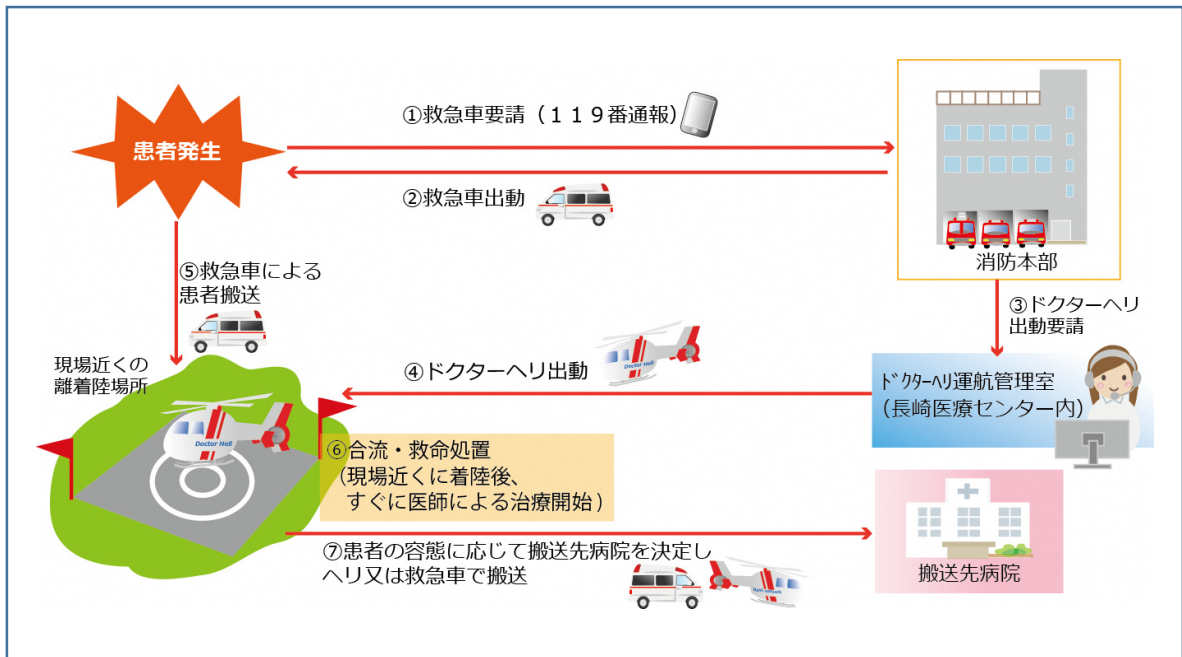 患者発生
①救急車要請（１１９番通報）
②救急車出動
消防本部
③ドクターヘリ
出動要請
ﾄﾞｸﾀｰﾍﾘ運航管理室
（長崎医療センター内）
④ドクターヘリ出動
⑤救急車による
患者搬送
現場近くの
離着陸場所
Doctor Heli
⑥合流・救命処置
（現場近くに着陸後、
すぐに医師による治療開始）
⑦患者の容態に応じて搬送先病院を決定し
ヘリ又は救急車で搬送
搬送先病院